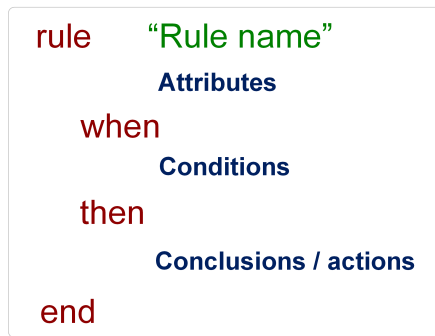 rule “Rule name”
Attributes
when
Conditions
then
Conclusions / actions
end